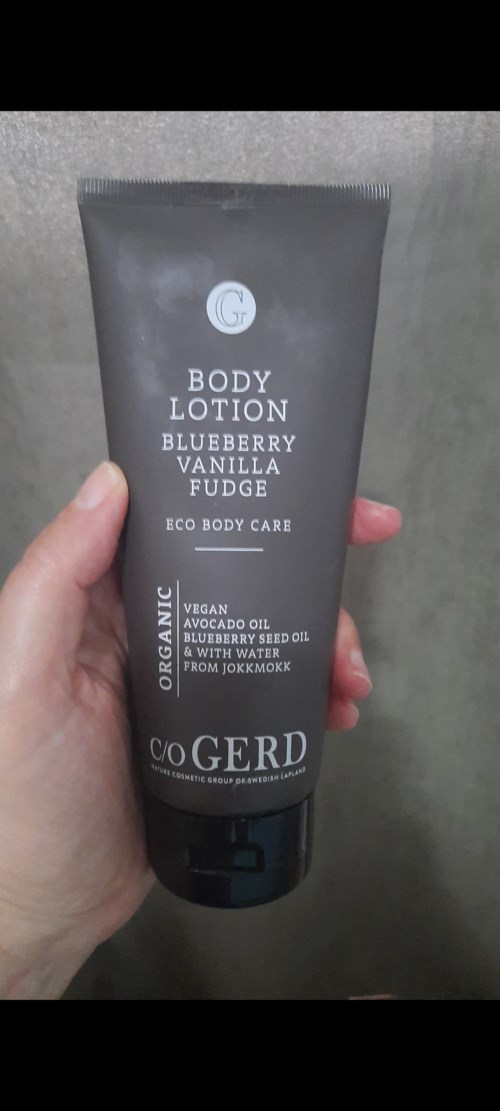 G
BODY
LOTION
BLUEBERRY
VANILLA
FUDGE
ECO BODY CARE
ORGANIC
VEGAN
AVOCADO OIL
BLUEBERRY SEED OIL
& WITH WATER
FROM JOKKMOKK
C/O GERD
NATURE COSMETIC GROUP OF SWEDISH LAPLAND